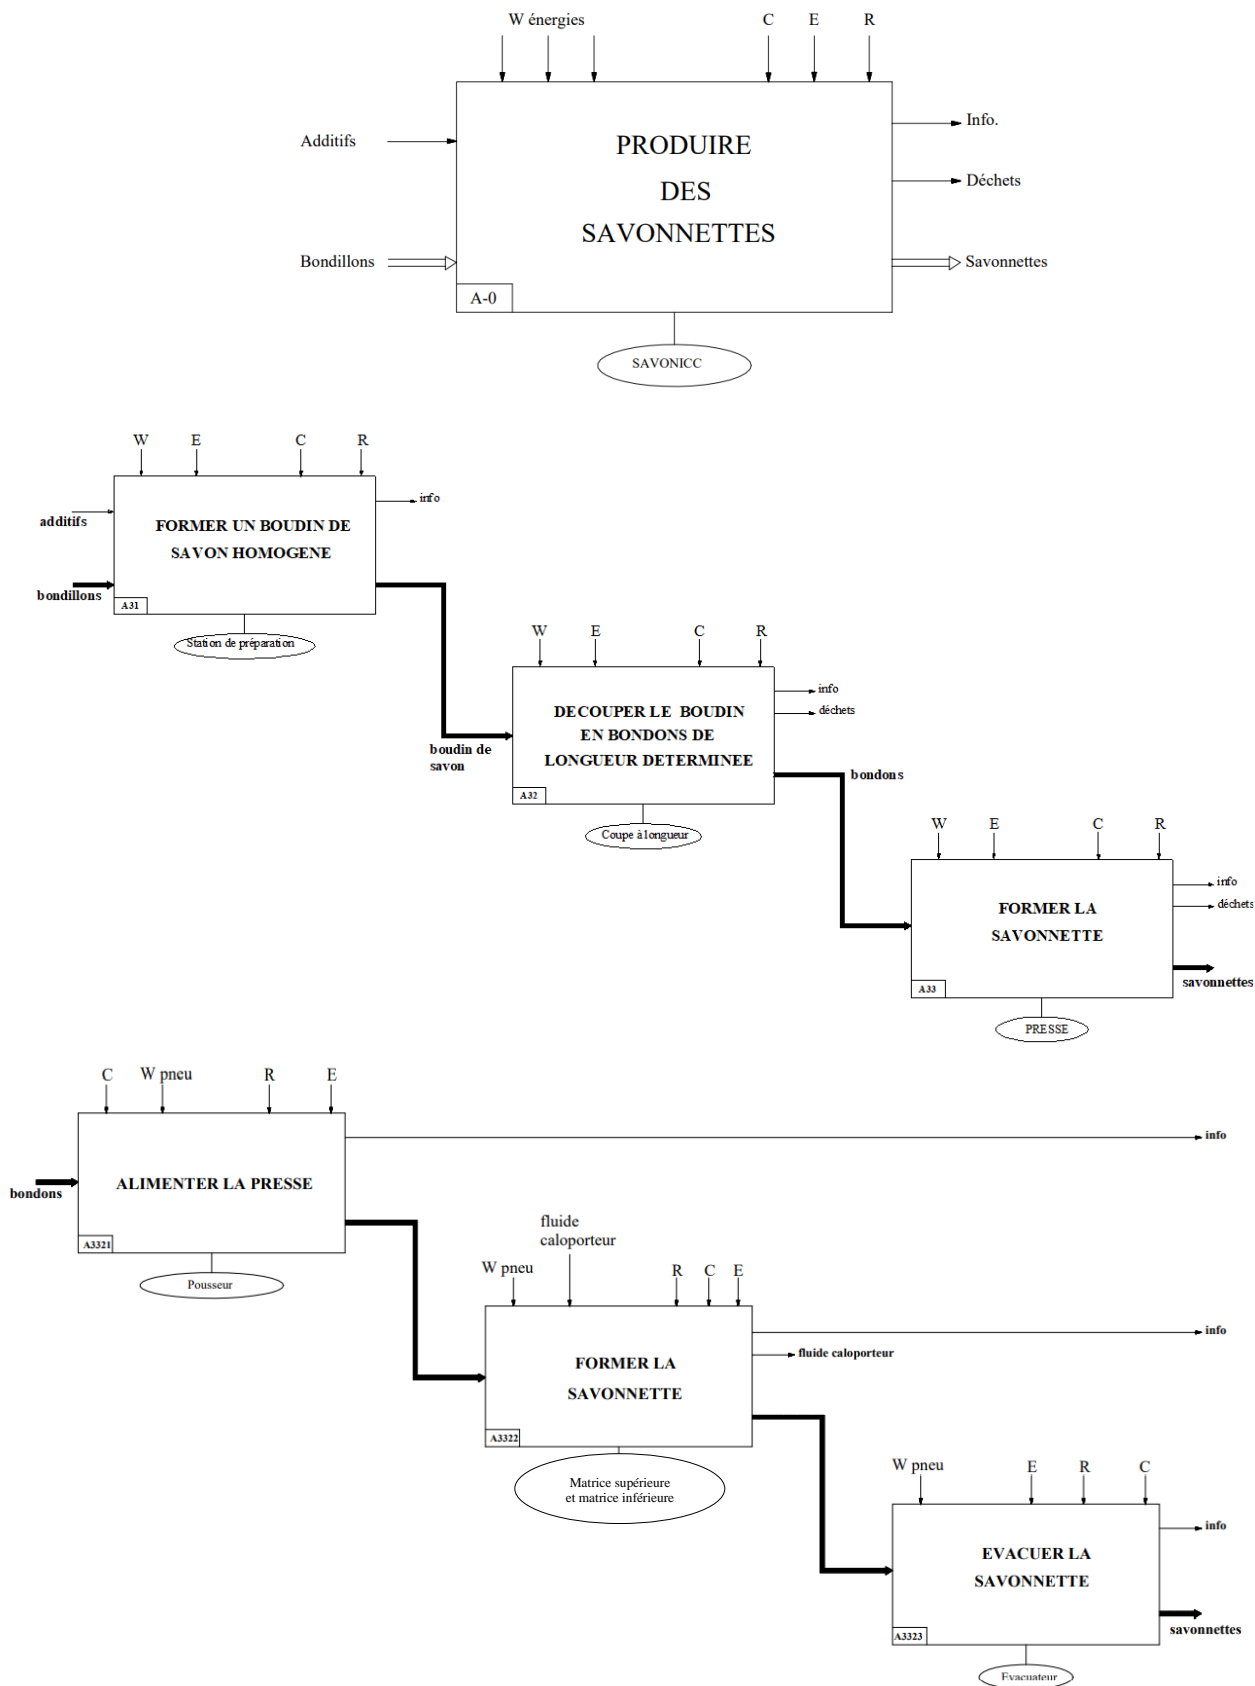 W énergies C E R
Additifs
PRODUIRE
DES
SAVONNETTES
Info.
Déchets
Bondillons
Savonnettes
A-0
SAVONICC
W E C R
additifs
info
FORMER UN BOUDIN DE
SAVON HOMOGENE
bondillons
A31
Station de préparation
W E C R
info
déchets
DECOUPER LE BOUDIN
EN BONDONS DE
LONGUEUR DETERMINEE
boudin de
savon
bondons
A32
Coupe à longueur
W E C R
info
déchets
FORMER LA
SAVONNETTE
savonnettes
A33
PRESSE
C W pneu R E
info
bondons
ALIMENTER LA PRESSE
A3321
Pousseur
fluide
caloporteur
W pneu R C E
info
fluide caloporteur
FORMER LA
SAVONNETTE
A3322
Matrice supérieure
et matrice inférieure
W pneu E R C
info
EVACUER LA
SAVONNETTE
savonnettes
A3323
Evacuateur